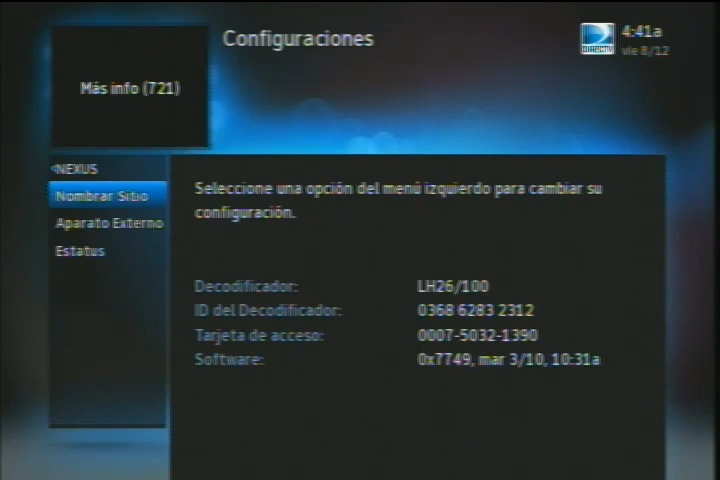 Configuraciones
DIRECTV
4:41a
vie 8/12
Más info (721)
<NEXUS
Nombrar Sitio
Aparato Externo
Estatus
Seleccione una opción del menú izquierdo para cambiar su
configuración.
Decodificador: LH26/100
ID del Decodificador: 0368 6283 2312
Tarjeta de acceso: 0007-5032-1390
Software: 0x7749, mar 3/10, 10:31a